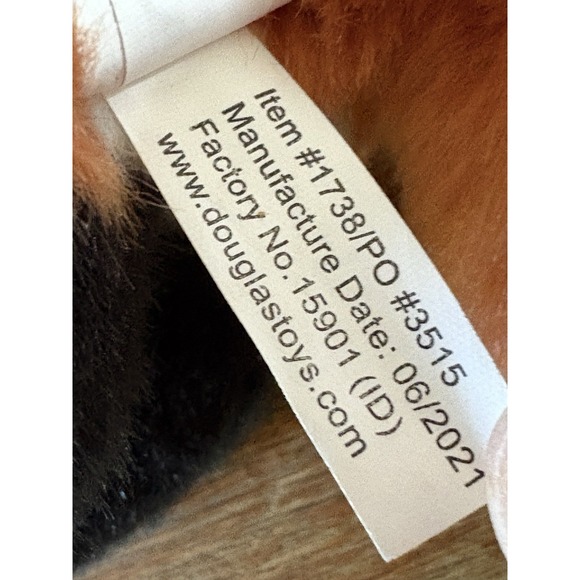 Item #1738/PO #3515
Manufacture Date: 06/2021
Factory No.15901 (ID)
www.douglastoys.com